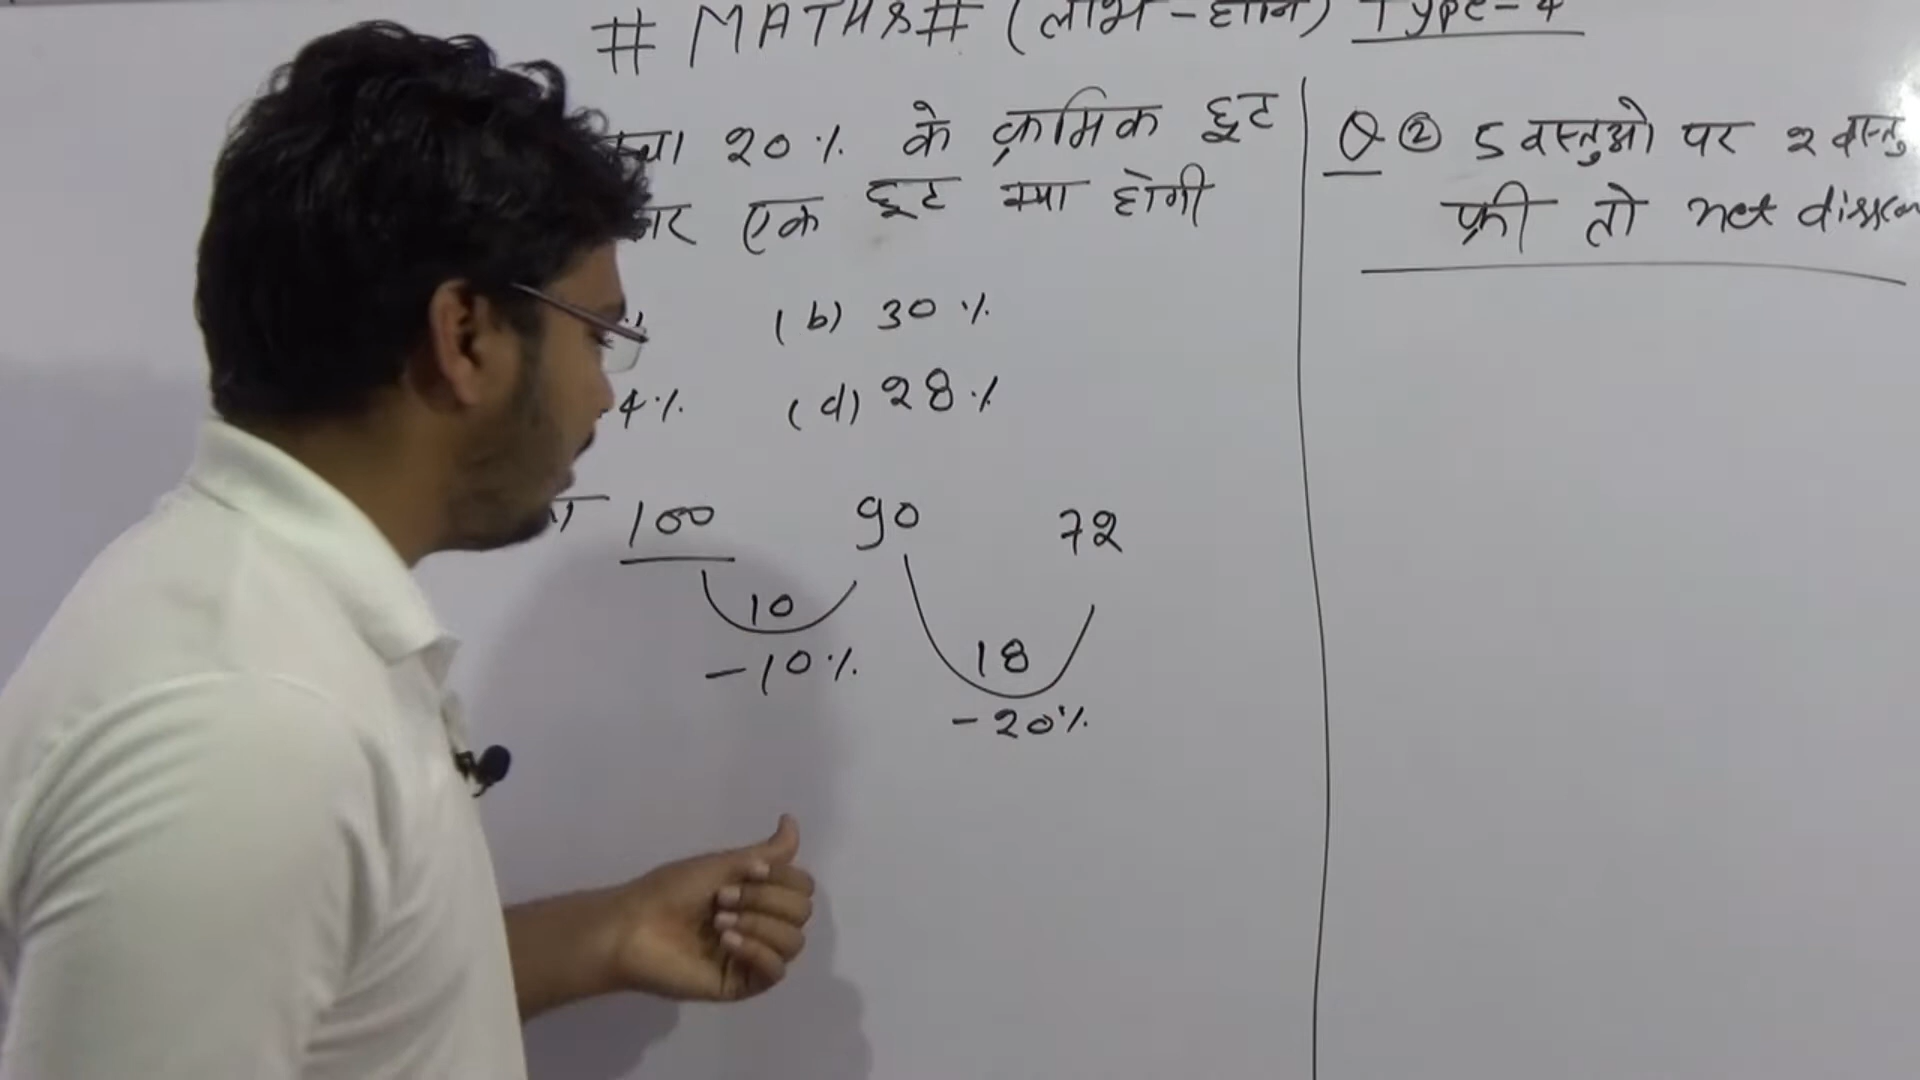 # MATHS # (लाभ - हानि) Type - 4
20 % के क्रमिक छूट
एक छूट क्या होगी
(b) 30 %
4 % (d) 28 %
100 90 72
10
-10 %
18
-20 %
Q ② 5 वस्तुओ पर 2 वस्तु
फ्री तो net